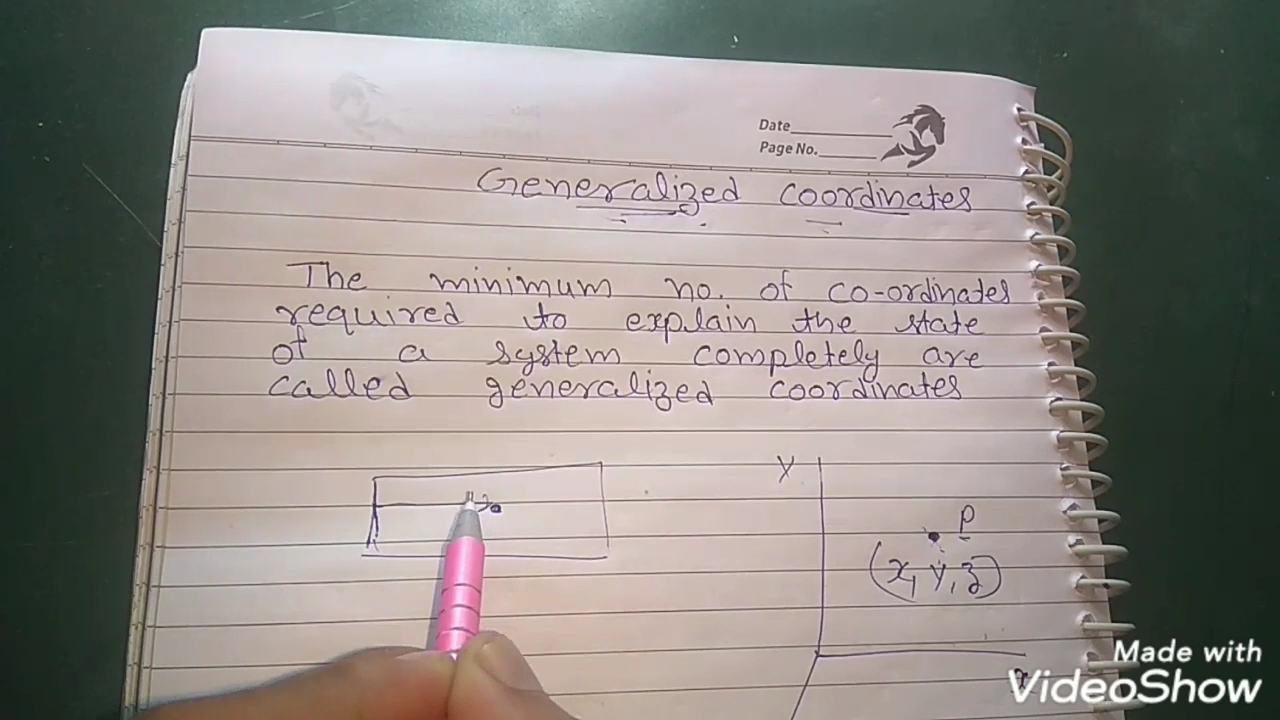 Date
Page No.
Generalized coordinates
The minimum no. of co-ordinates
required to explain the state
of a system completely are
called generalized coordinates
Y
P
(x, y, z)
Made with
VideoShow